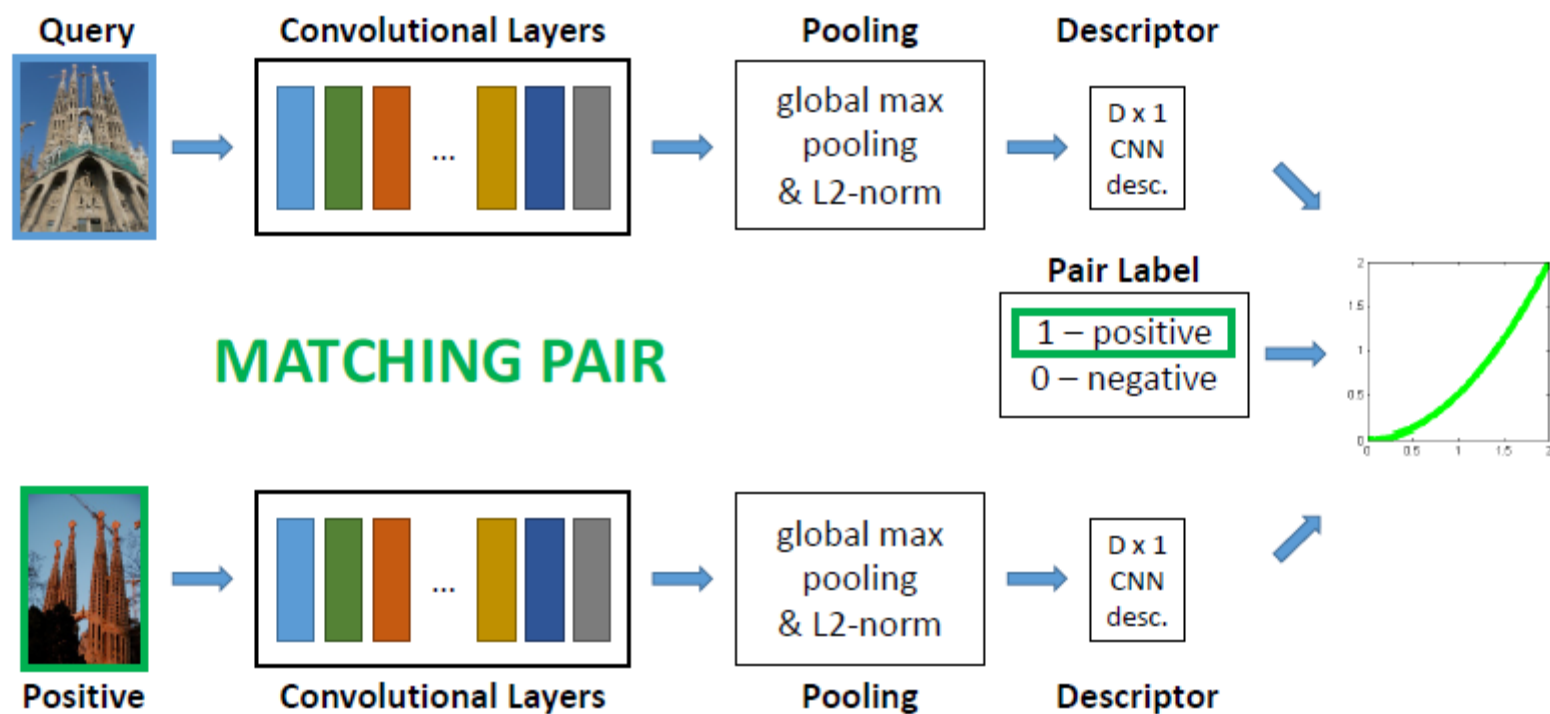 Query
Convolutional Layers
Pooling
Descriptor
...
global max
pooling
& L2-norm
D x 1
CNN
desc.
MATCHING PAIR
Pair Label
1 – positive
0 – negative
2
1.5
1
0.5
0
0
0.5
1
1.5
2
...
global max
pooling
& L2-norm
D x 1
CNN
desc.
Positive
Convolutional Layers
Pooling
Descriptor